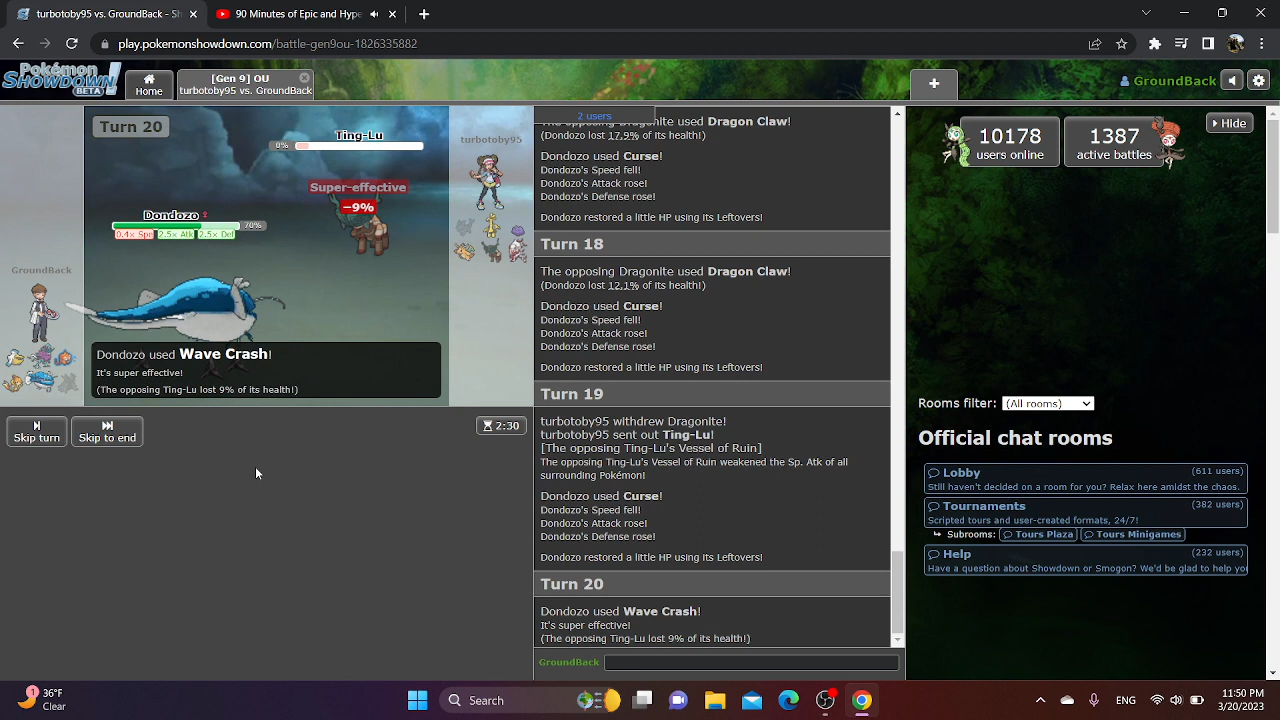 turbotoby95 vs. GroundBack - Sh
90 Minutes of Epic and Hype
play.pokemonshowdown.com/battle-gen9ou-1826335882
Pokémon
SHOWDOWN!
BETA
Home
[Gen 9] OU
turbotoby95 vs. GroundBack
GroundBack
Turn 20
Ting-Lu
0%
Super-effective
−9%
Dondozo
70%
0.4× Spe 2.5× Atk 2.5× Def
turbotoby95
GroundBack
Dondozo used Wave Crash!
It's super effective!
(The opposing Ting-Lu lost 9% of its health!)
Skip turn
Skip to end
2:30
2 users
The opposing Dragonite used Dragon Claw!
(Dondozo lost 17.9% of its health!)
Dondozo used Curse!
Dondozo's Speed fell!
Dondozo's Attack rose!
Dondozo's Defense rose!
Dondozo restored a little HP using its Leftovers!
Turn 18
The opposing Dragonite used Dragon Claw!
(Dondozo lost 12.1% of its health!)
Dondozo used Curse!
Dondozo's Speed fell!
Dondozo's Attack rose!
Dondozo's Defense rose!
Dondozo restored a little HP using its Leftovers!
Turn 19
turbotoby95 withdrew Dragonite!
turbotoby95 sent out Ting-Lu!
[The opposing Ting-Lu's Vessel of Ruin]
The opposing Ting-Lu's Vessel of Ruin weakened the Sp. Atk of all
surrounding Pokémon!
Dondozo used Curse!
Dondozo's Speed fell!
Dondozo's Attack rose!
Dondozo's Defense rose!
Dondozo restored a little HP using its Leftovers!
Turn 20
Dondozo used Wave Crash!
It's super effective!
(The opposing Ting-Lu lost 9% of its health!)
GroundBack
10178
users online
1387
active battles
Hide
Rooms filter: (All rooms)
Official chat rooms
Lobby (611 users)
Still haven't decided on a room for you? Relax here amidst the chaos.
Tournaments (382 users)
Scripted tours and user-created formats, 24/7!
Subrooms: Tours Plaza Tours Minigames
Help (232 users)
Have a question about Showdown or Smogon? We'd be glad to help you
1
36°F
Clear
Search
ENG
11:50 PM
3/20/2023